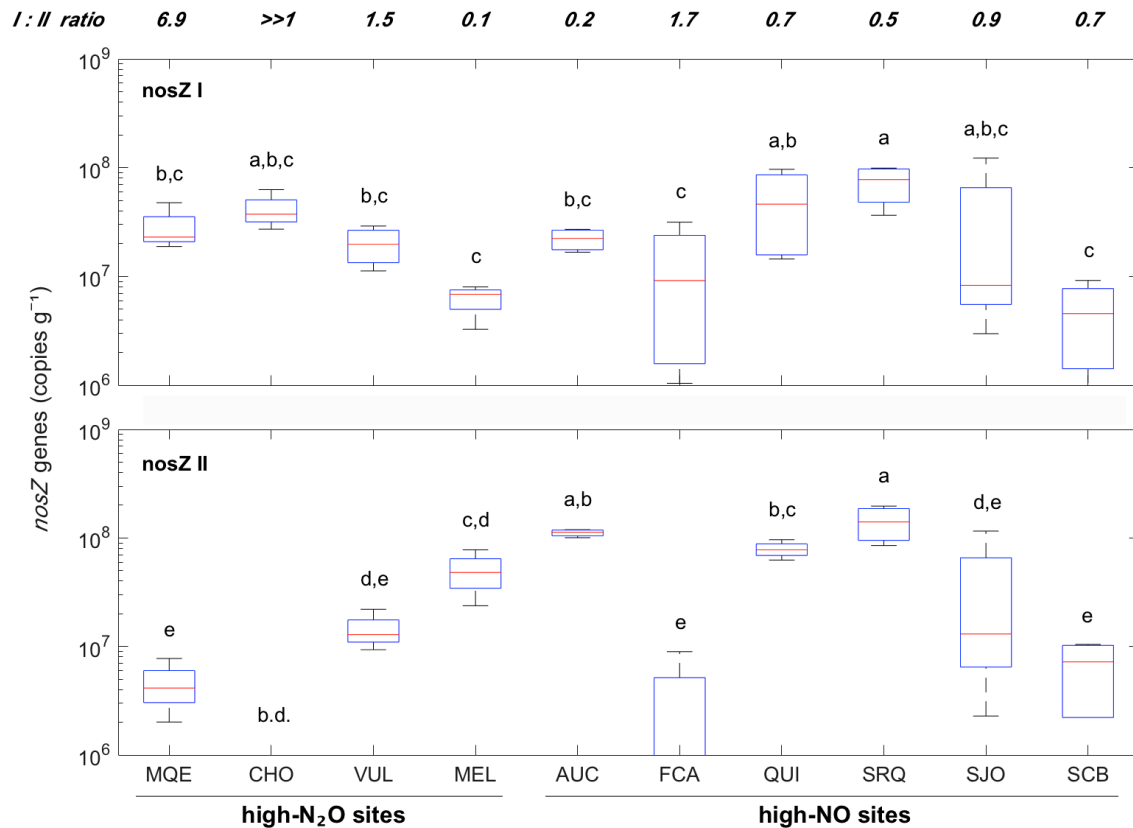 I : II ratio 6.9 >>1 1.5 0.1 0.2 1.7 0.7 0.5 0.9 0.7
10⁹
nosZ I
a,b,c
a,b a
10⁸
a,b,c
b,c b,c b,c c
c c
10⁷
10⁶
nosZ genes (copies g⁻¹)
10⁹
nosZ II
a
a,b d,e
c,d b,c
10⁸
d,e
e e e
10⁷
b.d.
10⁶
MQE CHO VUL MEL AUC FCA QUI SRQ SJO SCB
high-N₂O sites high-NO sites